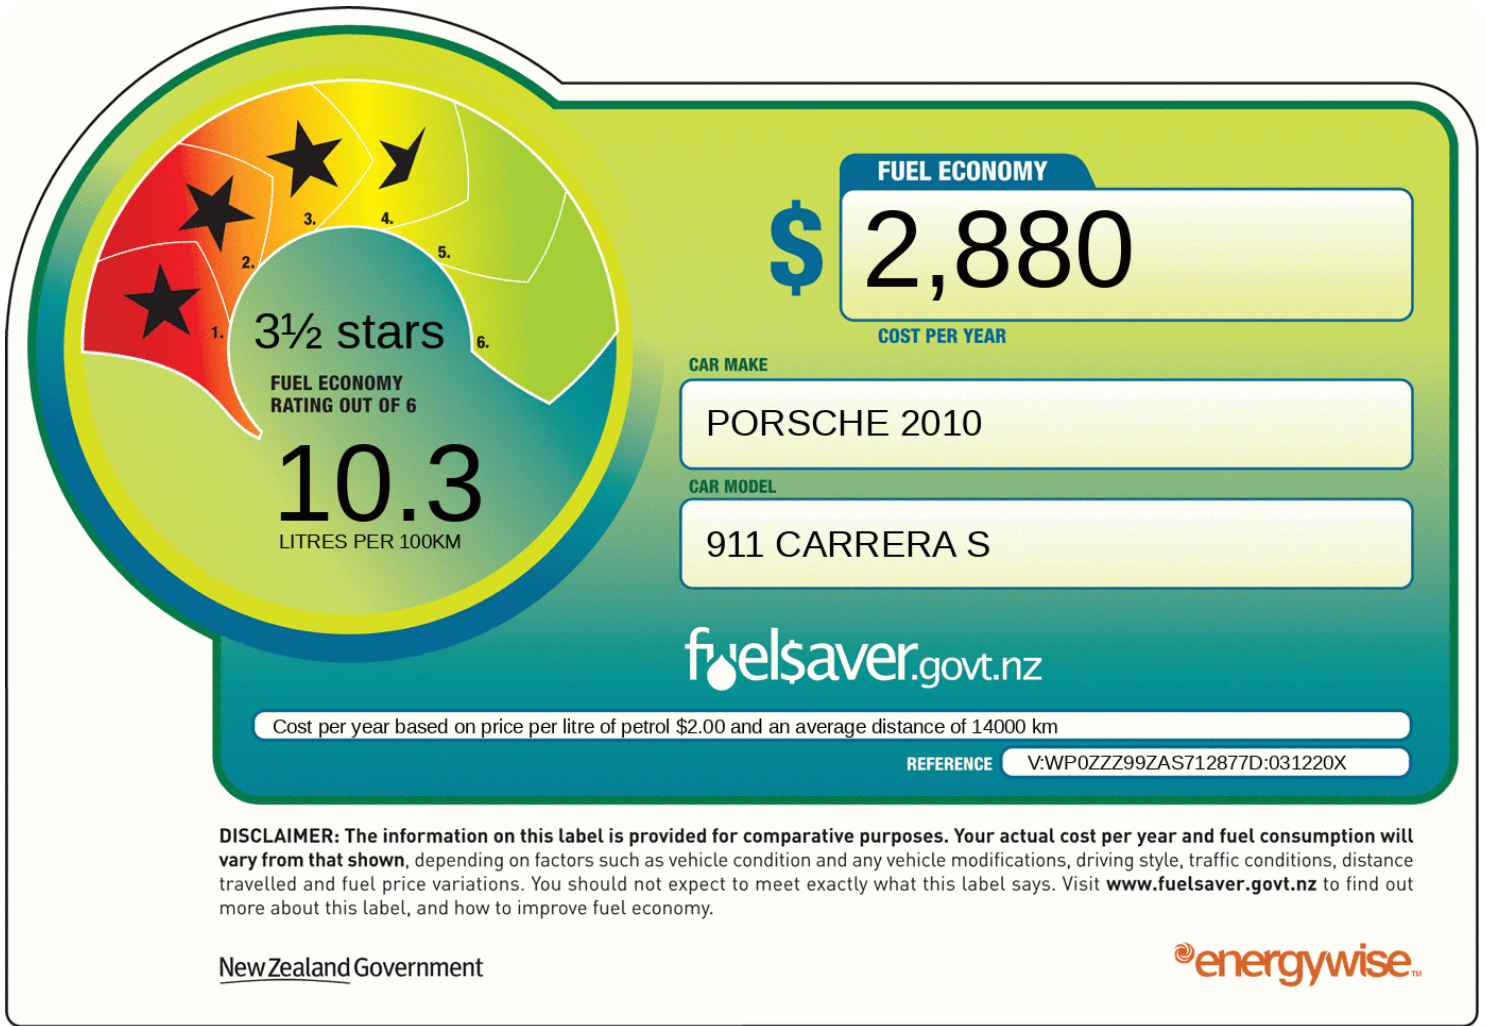 1.
2.
3.
4.
5.
6.
3½ stars
FUEL ECONOMY
RATING OUT OF 6
10.3
LITRES PER 100KM
FUEL ECONOMY
$ 2,880
COST PER YEAR
CAR MAKE
PORSCHE 2010
CAR MODEL
911 CARRERA S
fuel$aver.govt.nz
Cost per year based on price per litre of petrol $2.00 and an average distance of 14000 km
REFERENCE V:WP0ZZZ99ZAS712877D:031220X
DISCLAIMER: The information on this label is provided for comparative purposes. Your actual cost per year and fuel consumption will
vary from that shown, depending on factors such as vehicle condition and any vehicle modifications, driving style, traffic conditions, distance
travelled and fuel price variations. You should not expect to meet exactly what this label says. Visit www.fuelsaver.govt.nz to find out
more about this label, and how to improve fuel economy.
New Zealand Government
energywise™